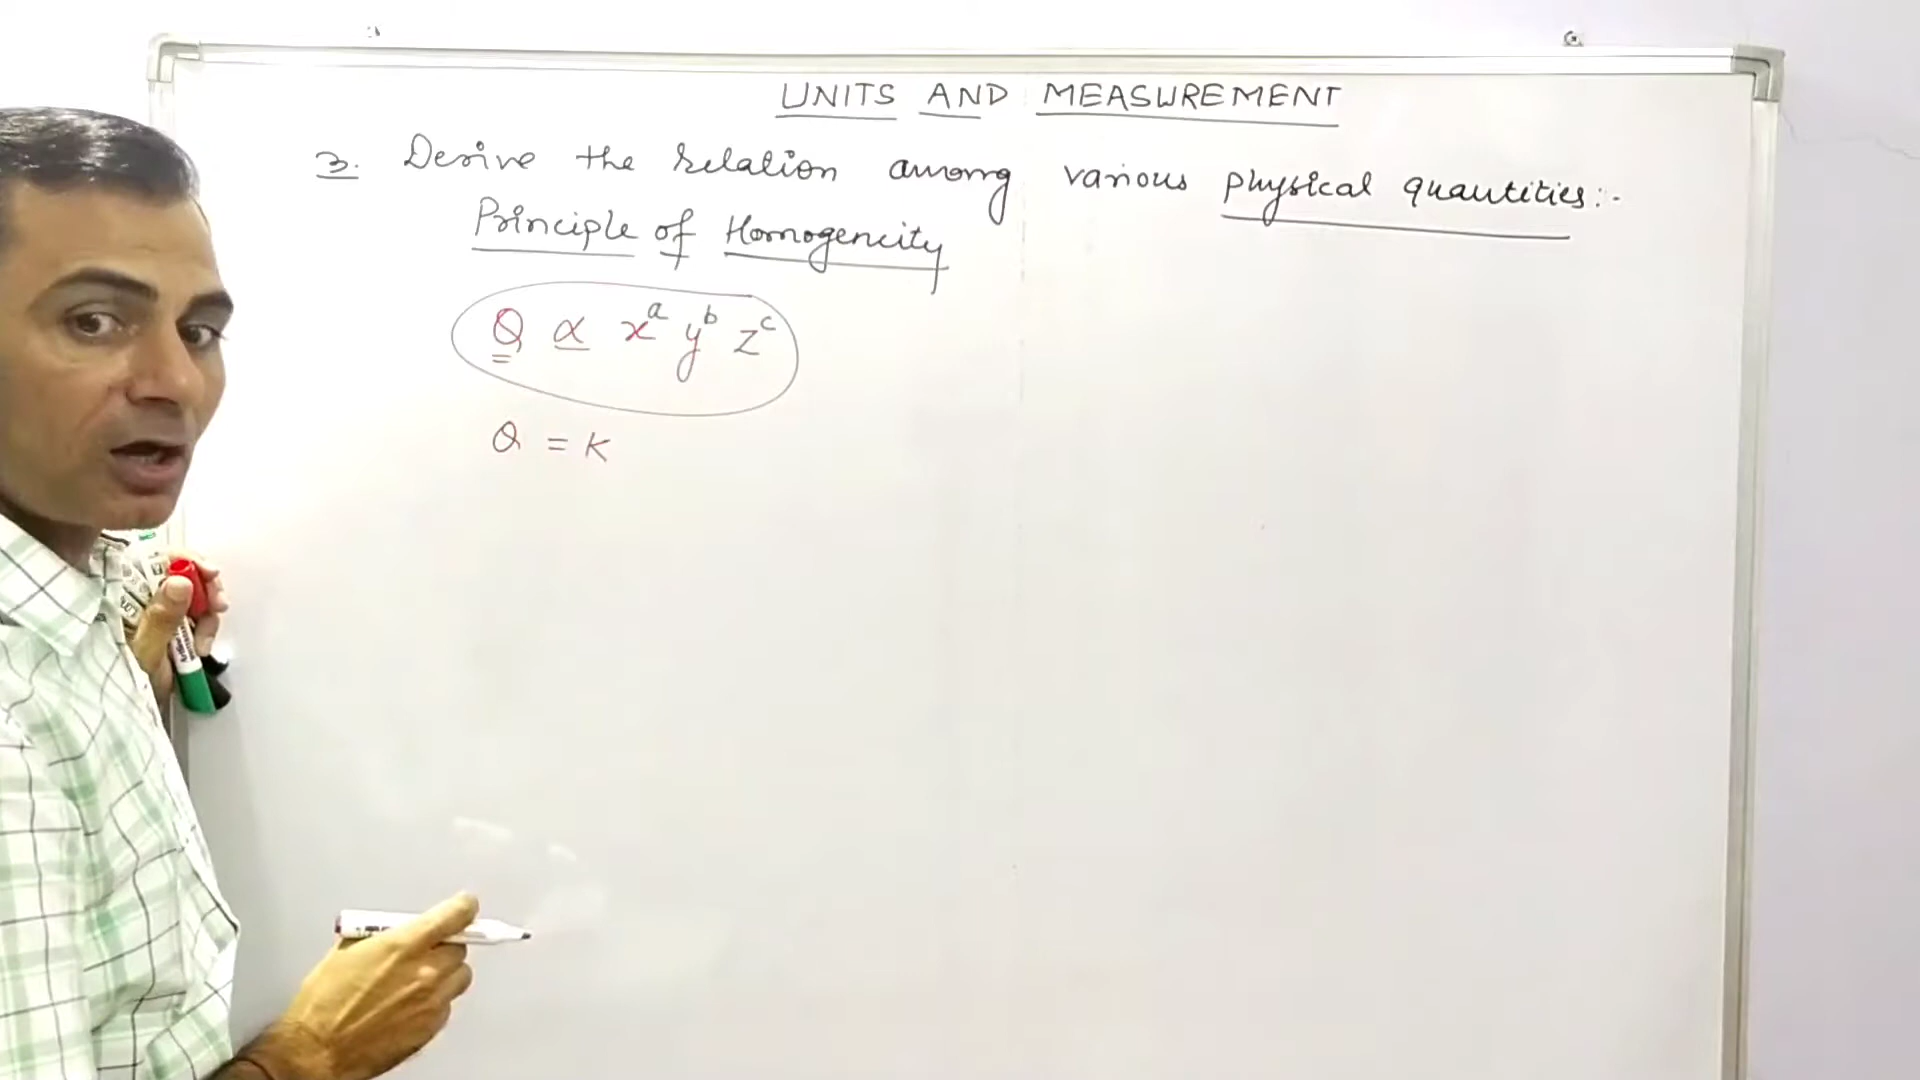 UNITS AND MEASUREMENT
3. Derive the relation among various physical quantities:-
Principle of Homogeneity
Q ∝ x^a y^b z^c
Q = K